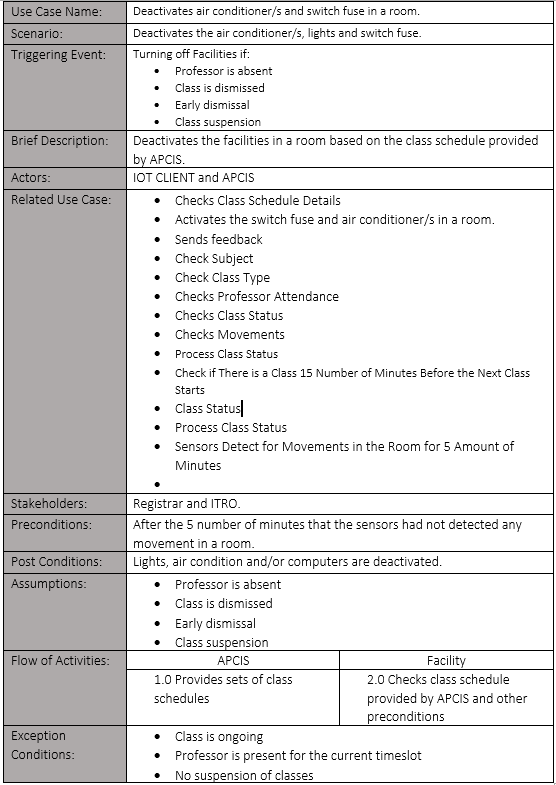 Use Case Name: Deactivates air conditioner/s and switch fuse in a room.
Scenario: Deactivates the air conditioner/s, lights and switch fuse.
Triggering Event: Turning off Facilities if:
• Professor is absent
• Class is dismissed
• Early dismissal
• Class suspension
Brief Description: Deactivates the facilities in a room based on the class schedule provided
by APCIS.
Actors: IOT CLIENT and APCIS
Related Use Case: • Checks Class Schedule Details
• Activates the switch fuse and air conditioner/s in a room.
• Sends feedback
• Check Subject
• Check Class Type
• Checks Professor Attendance
• Checks Class Status
• Checks Movements
• Process Class Status
• Check if There is a Class 15 Number of Minutes Before the Next Class
Starts
• Class Status
• Process Class Status
• Sensors Detect for Movements in the Room for 5 Amount of
Minutes
•
Stakeholders: Registrar and ITRO.
Preconditions: After the 5 number of minutes that the sensors had not detected any
movement in a room.
Post Conditions: Lights, air condition and/or computers are deactivated.
Assumptions: • Professor is absent
• Class is dismissed
• Early dismissal
• Class suspension
Flow of Activities: APCIS Facility
1.0 Provides sets of class 2.0 Checks class schedule
schedules provided by APCIS and other
preconditions
Exception • Class is ongoing
Conditions: • Professor is present for the current timeslot
• No suspension of classes